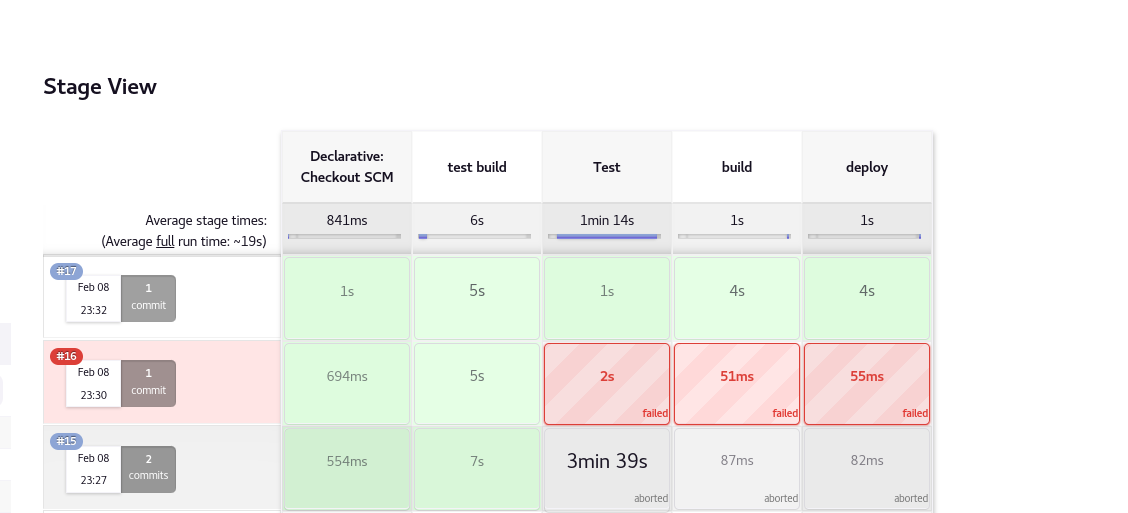 Stage View
Declarative:
Checkout SCM
test build
Test
build
deploy
Average stage times:
(Average full run time: ~19s)
841ms
6s
1min 14s
1s
1s
#17
Feb 08
23:32
1
commit
1s
5s
1s
4s
4s
#16
Feb 08
23:30
1
commit
694ms
5s
2s
failed
51ms
failed
55ms
failed
#15
Feb 08
23:27
2
commits
554ms
7s
3min 39s
aborted
87ms
aborted
82ms
aborted